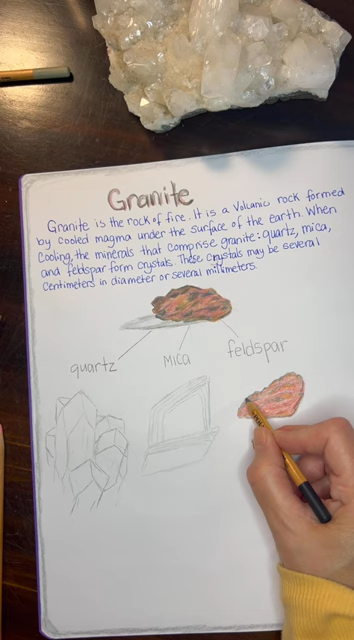 Granite
Granite is the rock of fire. It is a Volcanic rock formed
by cooled magma under the surface of the earth. When
Cooling, the minerals that comprise granite: quartz, mica,
and feldspar form crystals. These crystals may be several
centimeters in diameter or several millimeters.
quartz mica feldspar